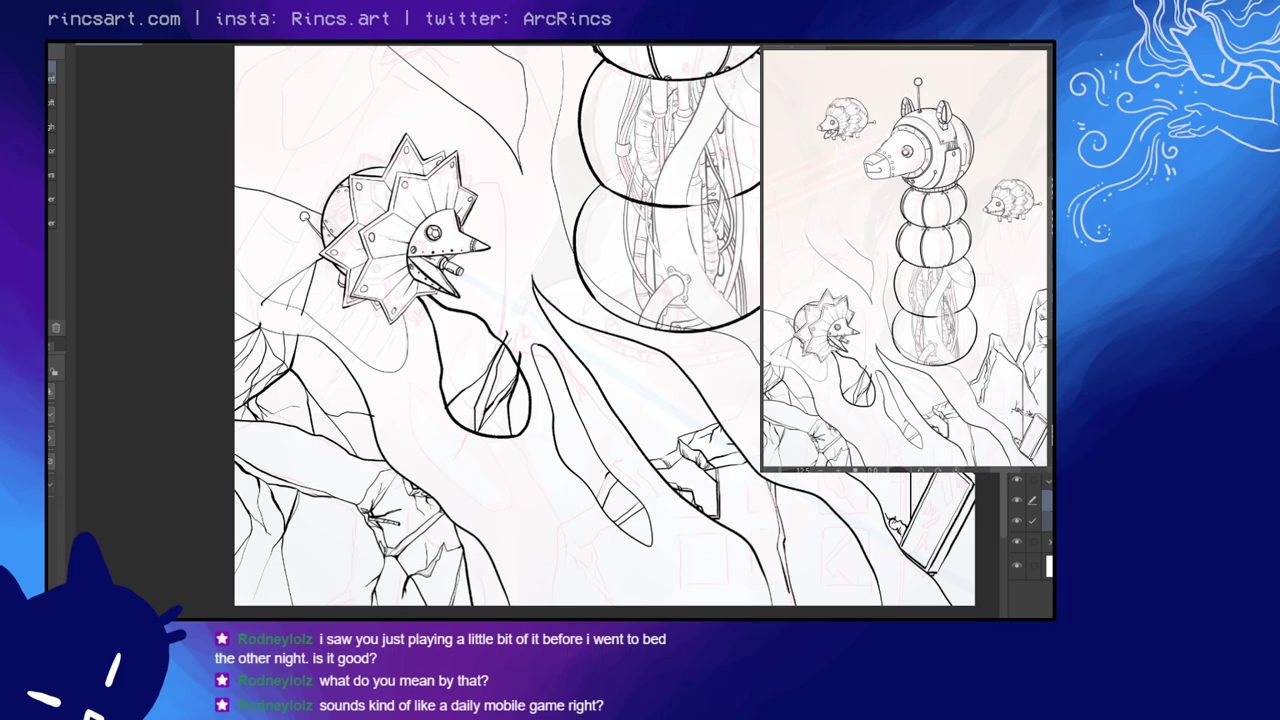 rincsart.com | insta: Rincs.art | twitter: ArcRincs
Rodneylolz i saw you just playing a little bit of it before i went to bed
the other night. is it good?
Rodneylolz what do you mean by that?
Rodneylolz sounds kind of like a daily mobile game right?